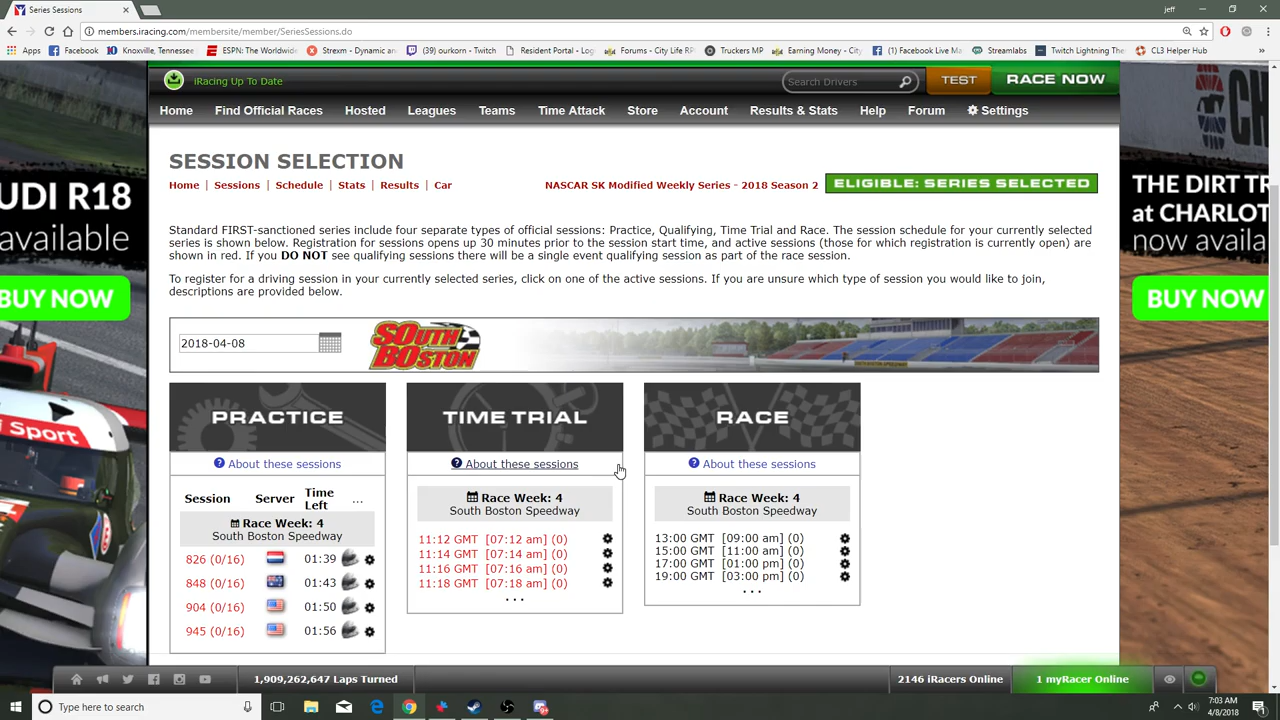 Series Sessions
jeff
members.iracing.com/membersite/member/SeriesSessions.do
Apps Facebook Knoxville, Tennessee ESPN: The Worldwide Strexm - Dynamic and (39) Gurkorn - Twitch Resident Portal - Log Forums - City Life RP Truckers MP Earning Money - City (1) Facebook Live Ma Streamlabs Twitch Lightning The CL3 Helper Hub
iRacing Up To Date
Search Drivers
TEST
RACE NOW
Home Find Official Races Hosted Leagues Teams Time Attack Store Account Results & Stats Help Forum Settings
SESSION SELECTION
Home | Sessions | Schedule | Stats | Results | Car
NASCAR SK Modified Weekly Series - 2018 Season 2
ELIGIBLE: SERIES SELECTED
Standard FIRST-sanctioned series include four separate types of official sessions: Practice, Qualifying, Time Trial and Race. The session schedule for your currently selected
series is shown below. Registration for sessions opens up 30 minutes prior to the session start time, and active sessions (those for which registration is currently open) are
shown in red. If you DO NOT see qualifying sessions there will be a single event qualifying session as part of the race session.
To register for a driving session in your currently selected series, click on one of the active sessions. If you are unsure which type of session you would like to join,
descriptions are provided below.
2018-04-08
SOUTH
BOSTON
PRACTICE
About these sessions
Session Server Time
Left ...
Race Week: 4
South Boston Speedway
826 (0/16) 01:39
848 (0/16) 01:43
904 (0/16) 01:50
945 (0/16) 01:56
TIME TRIAL
About these sessions
Race Week: 4
South Boston Speedway
11:12 GMT [07:12 am] (0)
11:14 GMT [07:14 am] (0)
11:16 GMT [07:16 am] (0)
11:18 GMT [07:18 am] (0)
...
RACE
About these sessions
Race Week: 4
South Boston Speedway
13:00 GMT [09:00 am] (0)
15:00 GMT [11:00 am] (0)
17:00 GMT [01:00 pm] (0)
19:00 GMT [03:00 pm] (0)
...
UDI R18
available
BUY NOW
i Sport
THE DIRT TR
at CHARLOT
now availa
BUY NOW
1,909,262,647 Laps Turned
2146 iRacers Online
1 myRacer Online
Type here to search
7:03 AM
4/8/2018